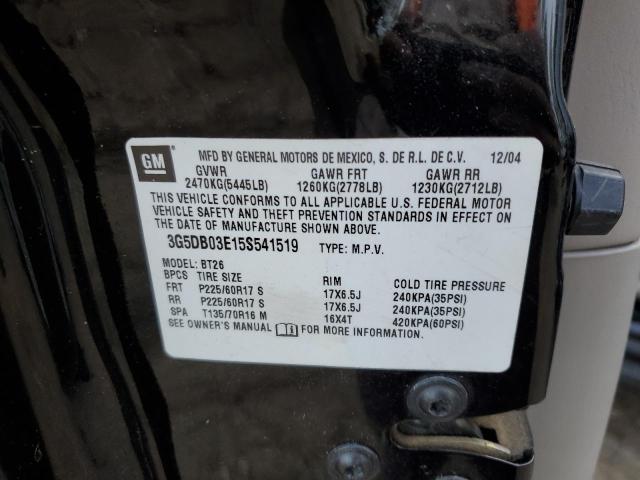 GM MFD BY GENERAL MOTORS DE MEXICO, S. DE R.L. DE C.V. 12/04
GVWR GAWR FRT GAWR RR
2470KG(5445LB) 1260KG(2778LB) 1230KG(2712LB)
THIS VEHICLE CONFORMS TO ALL APPLICABLE U.S. FEDERAL MOTOR
VEHICLE SAFETY AND THEFT PREVENTION STANDARDS IN EFFECT ON
THE DATE OF MANUFACTURE SHOWN ABOVE.
3G5DB03E15S541519 TYPE: M.P.V.
MODEL: BT26
BPCS TIRE SIZE RIM COLD TIRE PRESSURE
FRT P225/60R17 S 17X6.5J 240KPA(35PSI)
RR P225/60R17 S 17X6.5J 240KPA(35PSI)
SPA T135/70R16 M 16X4T 420KPA(60PSI)
SEE OWNER'S MANUAL FOR MORE INFORMATION.